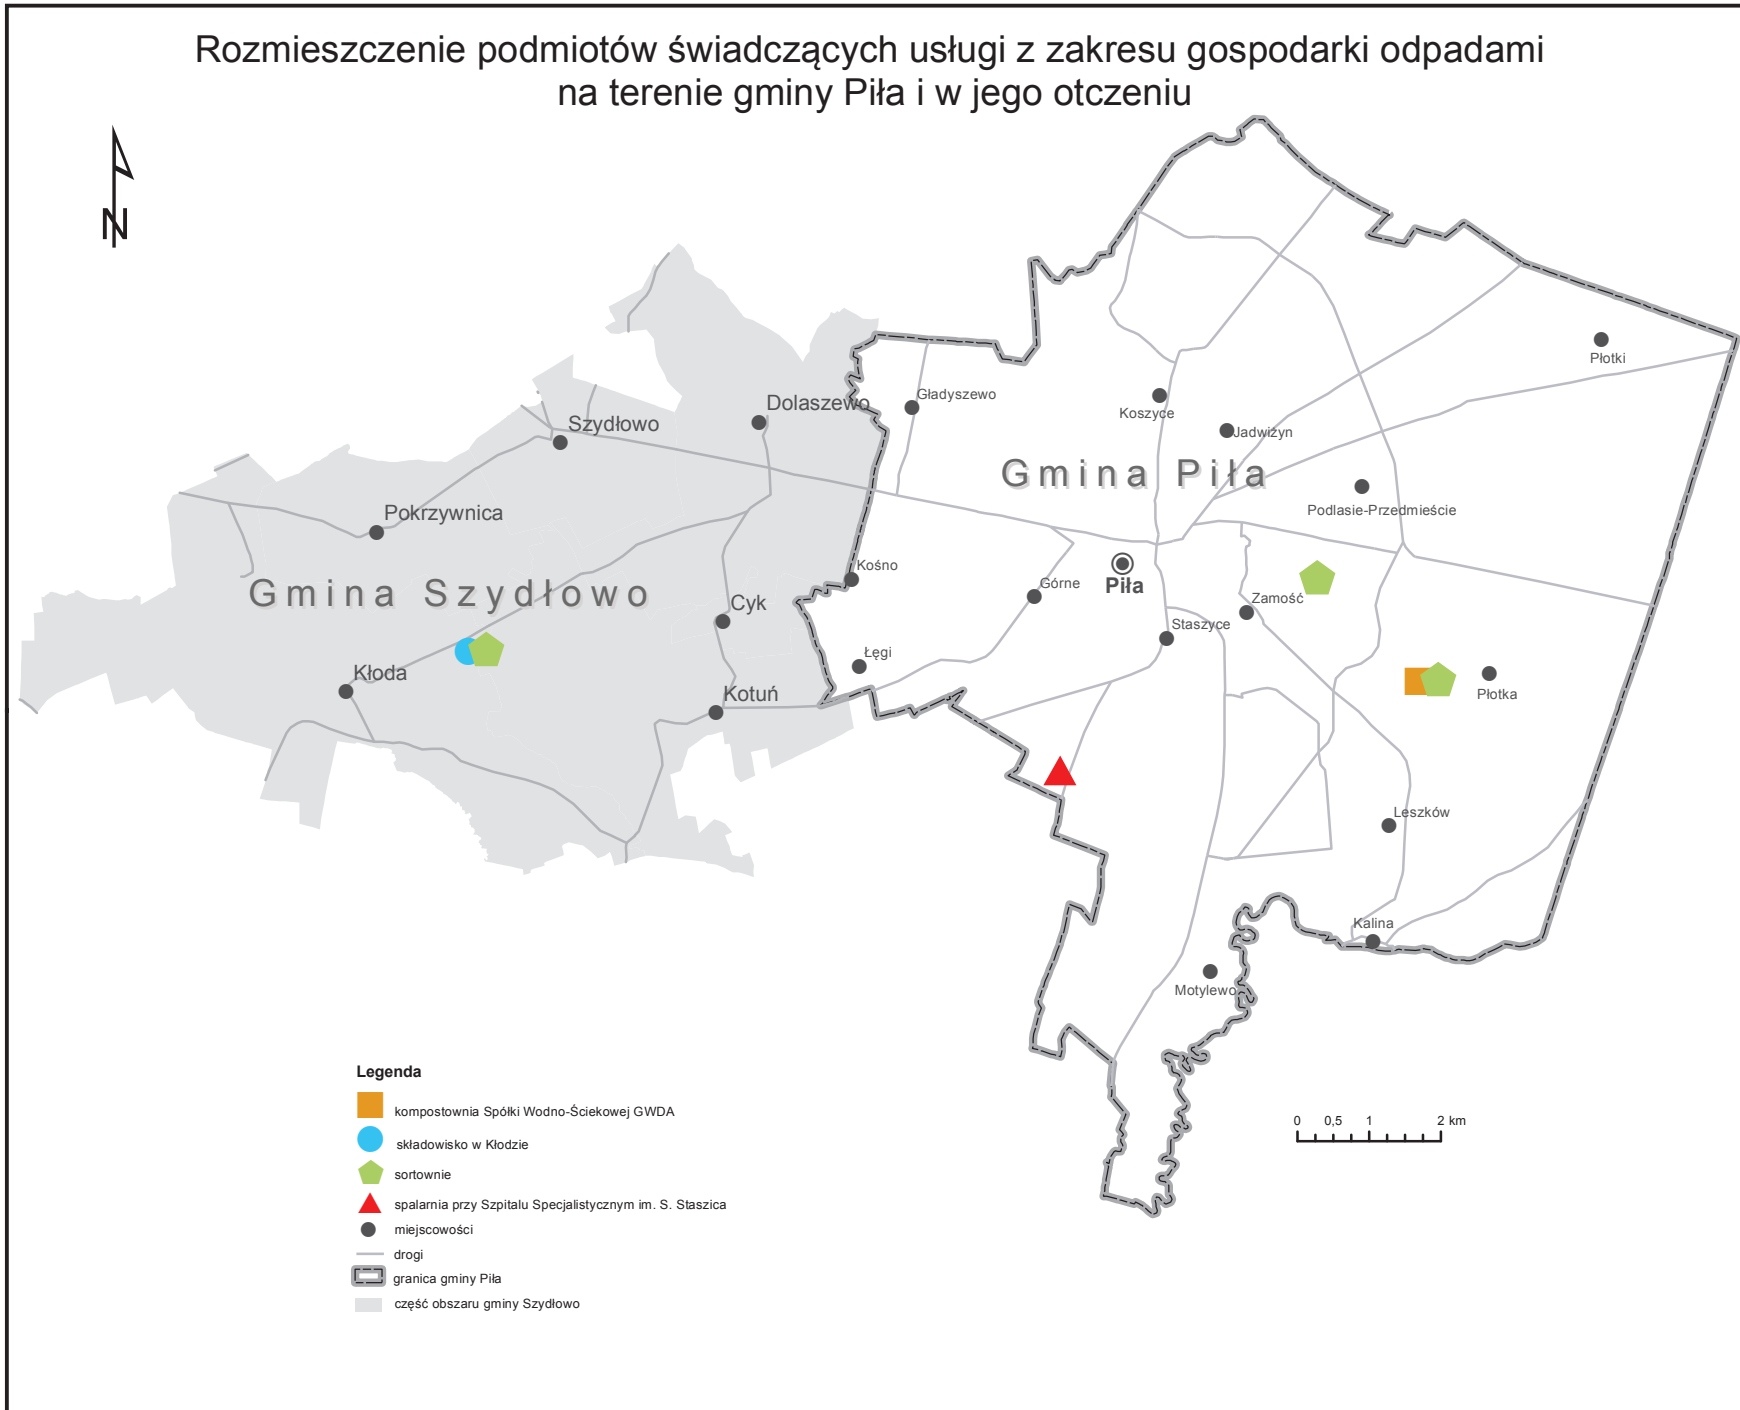 Rozmieszczenie podmiotów świadczących usługi z zakresu gospodarki odpadami
na terenie gminy Piła i w jego otczeniu
N
Płotki
Gładyszewo
Dolaszewo
Koszyce
Szydłowo
Jadwiżyn
Gmina Piła
Pokrzywnica
Podlasie-Przedmieście
Kośno
Górne
Piła
Gmina Szydłowo
Cyk
Zamość
Staszyce
Łęgi
Kłoda
Kotuń
Płotka
Leszków
Kalina
Motylewo
Legenda
kompostownia Spółki Wodno-Ściekowej GWDA
składowisko w Kłodzie
sortownie
spalarnia przy Szpitalu Specjalistycznym im. S. Staszica
miejscowości
drogi
granica gminy Piła
część obszaru gminy Szydłowo
0 0,5 1 2 km